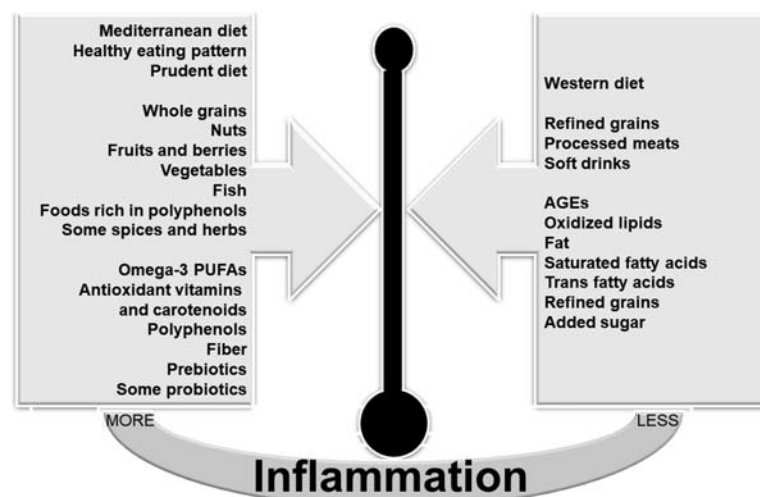 Mediterranean diet
Healthy eating pattern
Prudent diet
Whole grains
Nuts
Fruits and berries
Vegetables
Fish
Foods rich in polyphenols
Some spices and herbs
Omega-3 PUFAs
Antioxidant vitamins
and carotenoids
Polyphenols
Fiber
Prebiotics
Some probiotics
Western diet
Refined grains
Processed meats
Soft drinks
AGEs
Oxidized lipids
Fat
Saturated fatty acids
Trans fatty acids
Refined grains
Added sugar
MORE
LESS
Inflammation